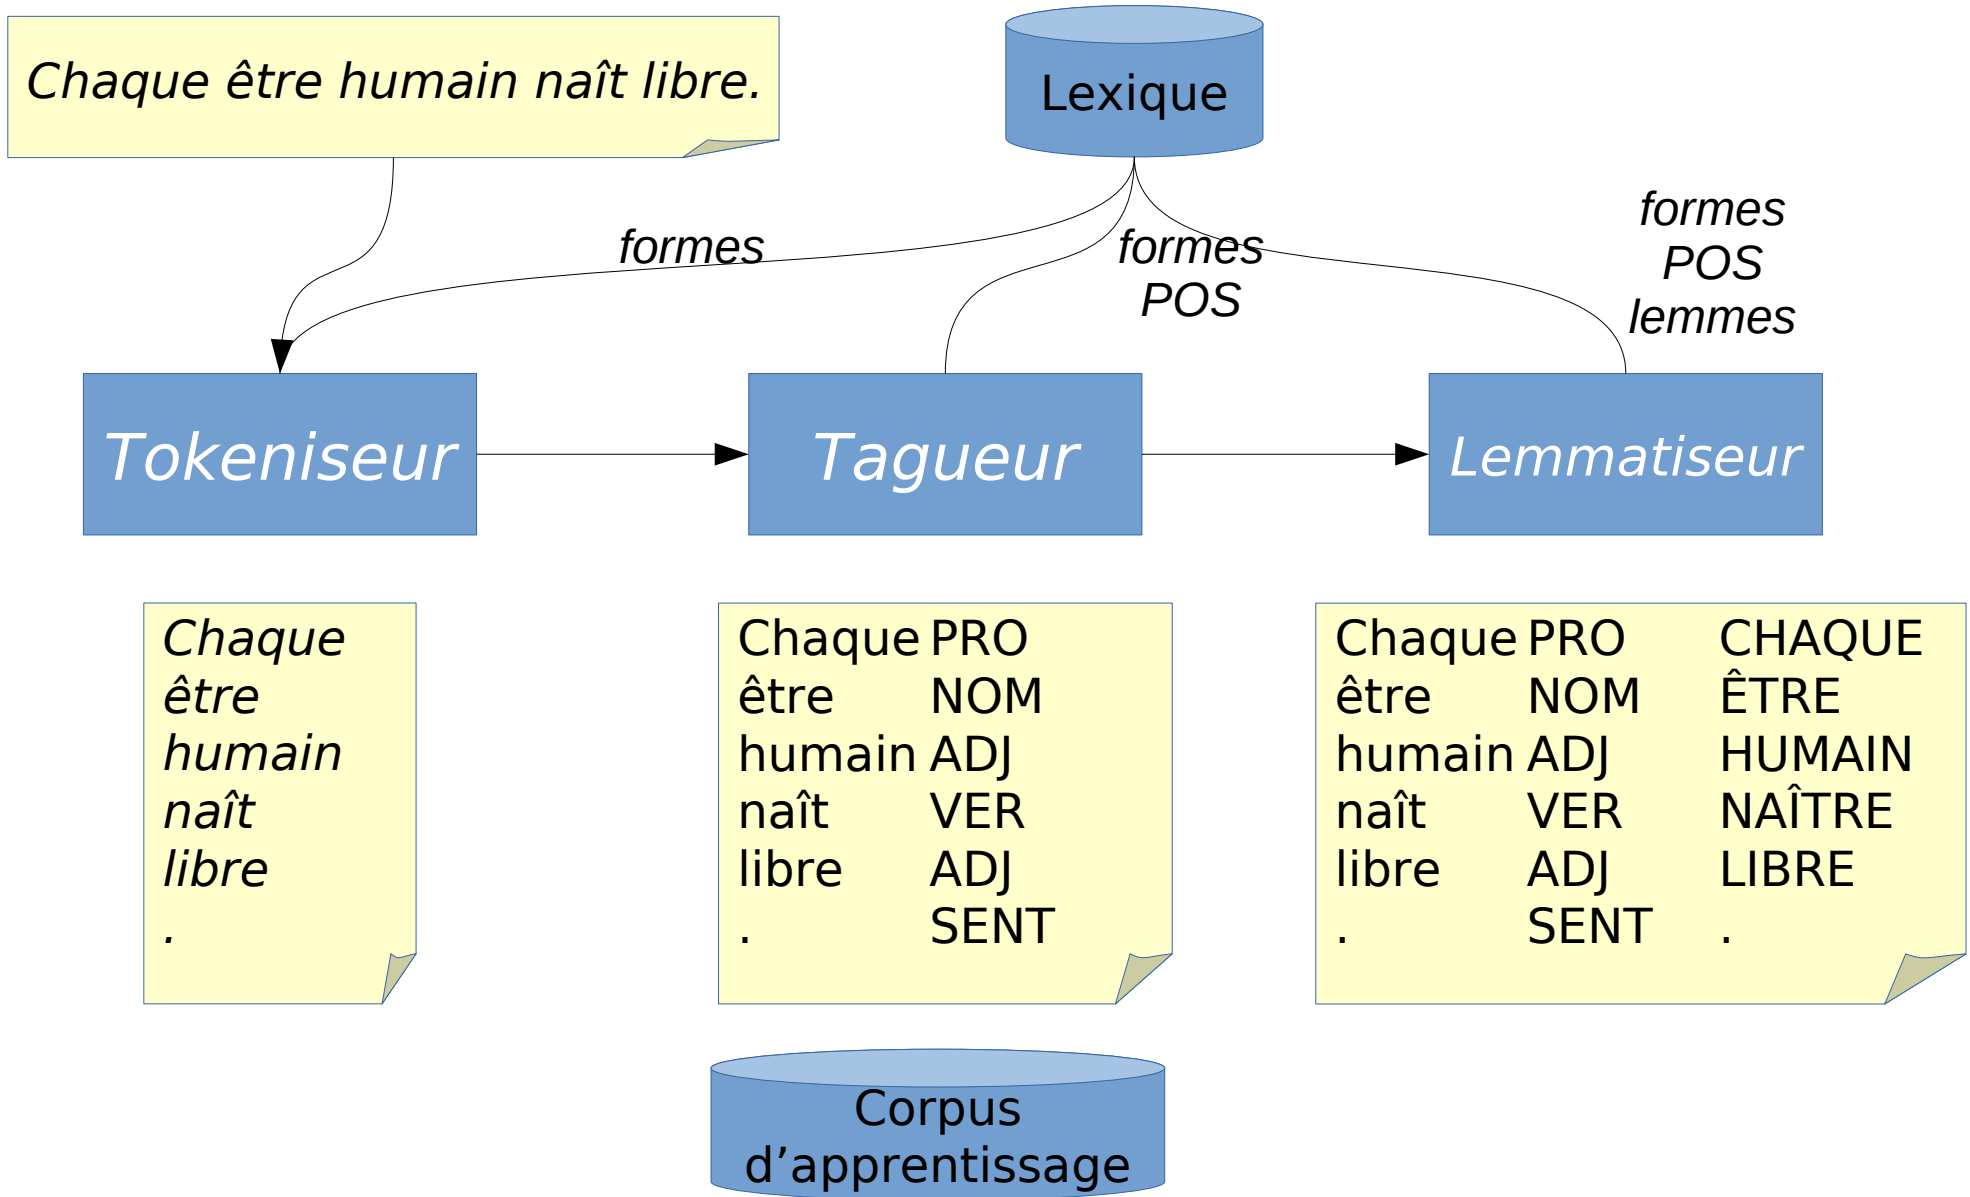 Chaque être humain naît libre.
Lexique
formes
formes
POS
formes
POS
lemmes
Tokeniseur
Tagueur
Lemmatiseur
Chaque
être
humain
naît
libre
.
Chaque PRO
être NOM
humain ADJ
naît VER
libre ADJ
. SENT
Chaque PRO CHAQUE
être NOM ÊTRE
humain ADJ HUMAIN
naît VER NAÎTRE
libre ADJ LIBRE
. SENT .
Corpus
d’apprentissage